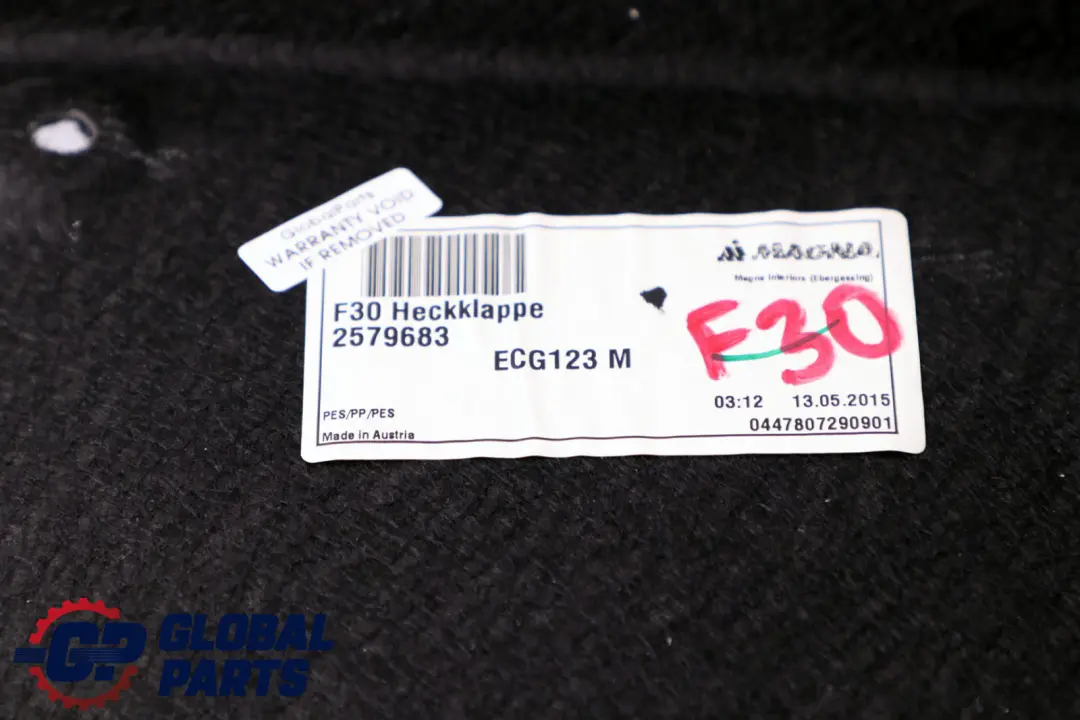 GlobalParts
WARRANTY VOID
IF REMOVED
F30 Heckklappe
2579683
ECG123 M
Magna Interiors (Ebergassing)
F30
03:12 13.05.2015
0447807290901
PES/PP/PES
Made in Austria
GP GLOBAL
PARTS